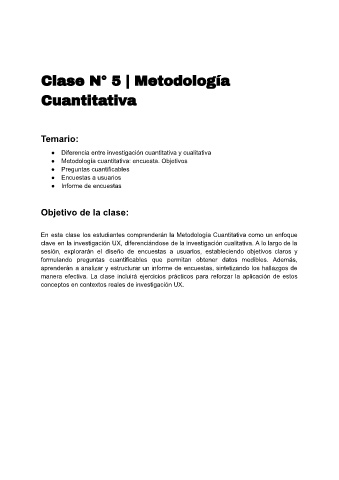 Clase N° 5 | Metodología
Cuantitativa
Temario:
● Diferencia entre investigación cuantitativa y cualitativa
● Metodología cuantitativa: encuesta. Objetivos
● Preguntas cuantificables
● Encuestas a usuarios
● Informe de encuestas
Objetivo de la clase:
En esta clase los estudiantes comprenderán la Metodología Cuantitativa como un enfoque
clave en la investigación UX, diferenciándose de la investigación cualitativa. A lo largo de la
sesión, explorarán el diseño de encuestas a usuarios, estableciendo objetivos claros y
formulando preguntas cuantificables que permitan obtener datos medibles. Además,
aprenderán a analizar y estructurar un informe de encuestas, sintetizando los hallazgos de
manera efectiva. La clase incluirá ejercicios prácticos para reforzar la aplicación de estos
conceptos en contextos reales de investigación UX.